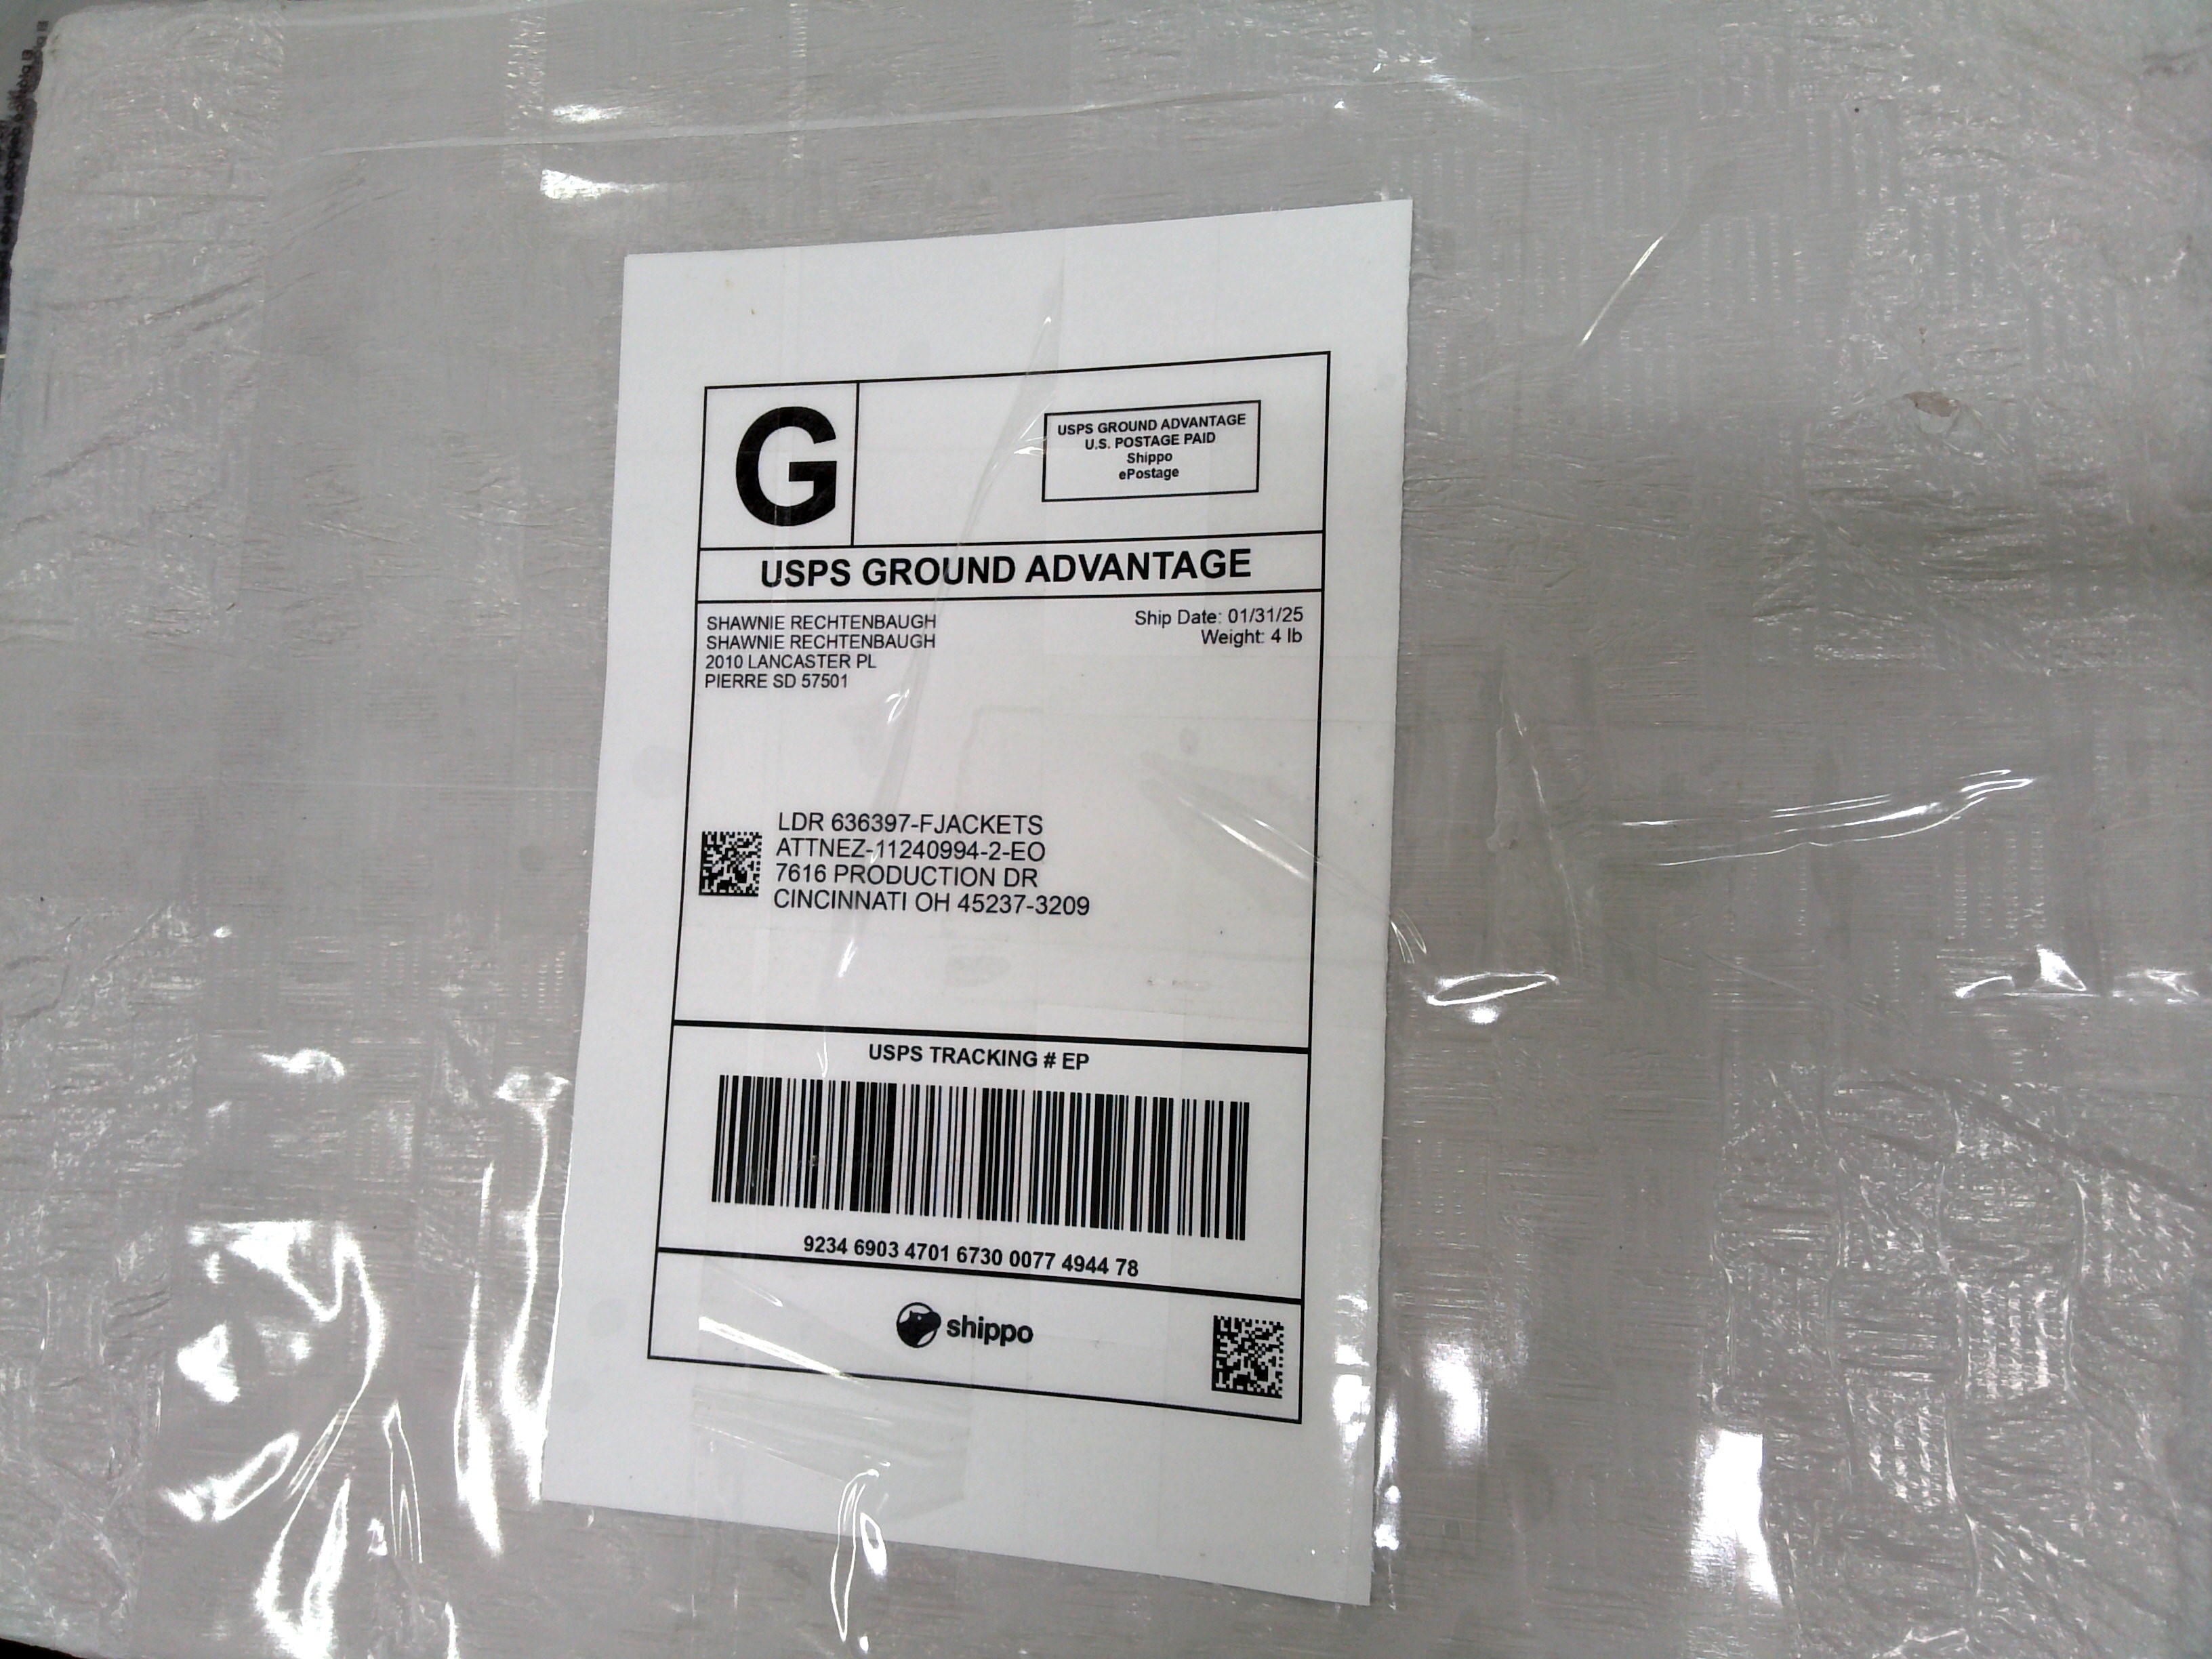 G
USPS GROUND ADVANTAGE
U.S. POSTAGE PAID
Shippo
ePostage
USPS GROUND ADVANTAGE
SHAWNIE RECHTENBAUGH
SHAWNIE RECHTENBAUGH
2010 LANCASTER PL
PIERRE SD 57501
Ship Date: 01/31/25
Weight: 4 lb
LDR 636397-FJACKETS
ATTNEZ-11240994-2-EO
7616 PRODUCTION DR
CINCINNATI OH 45237-3209
USPS TRACKING # EP
9234 6903 4701 6730 0077 4944 78
shippo